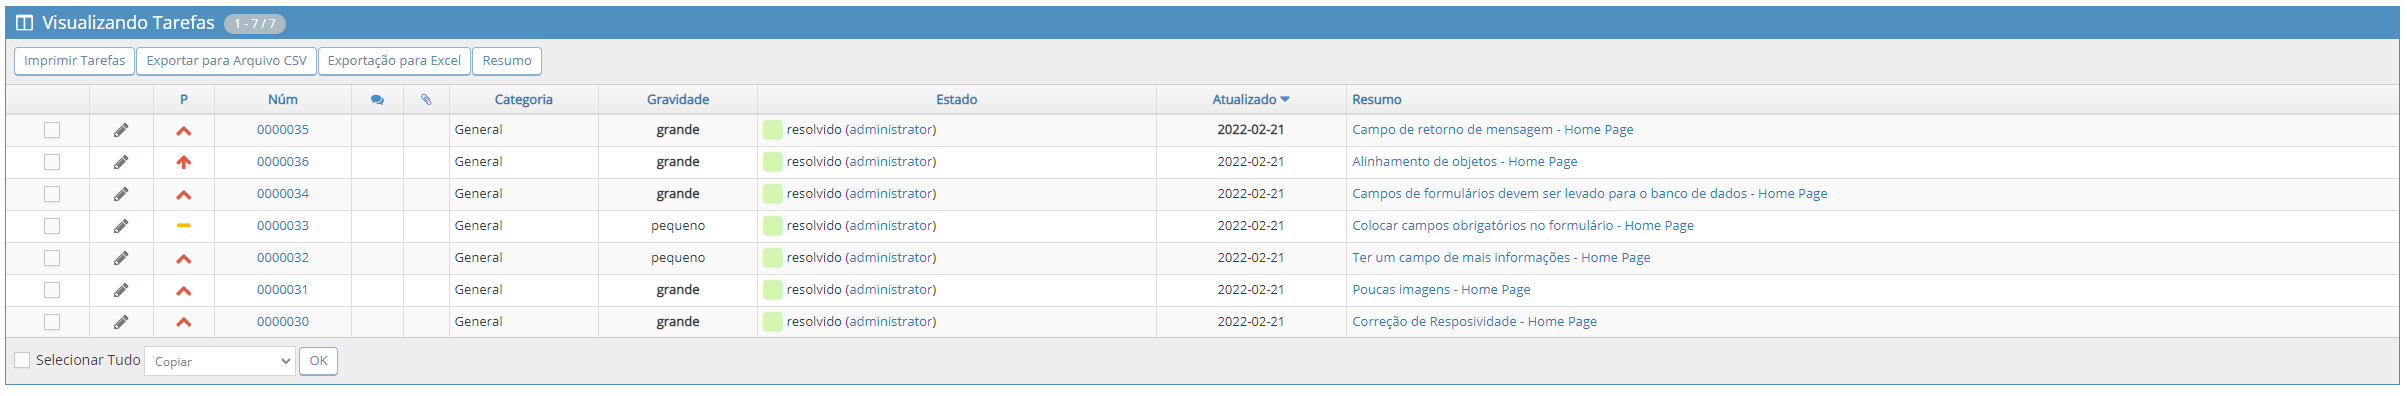 Visualizando Tarefas 1 - 7 / 7
Imprimir Tarefas Exportar para Arquivo CSV Exportação para Excel Resumo
P Núm Categoria Gravidade Estado Atualizado Resumo
0000035 General grande resolvido (administrator) 2022-02-21 Campo de retorno de mensagem - Home Page
0000036 General grande resolvido (administrator) 2022-02-21 Alinhamento de objetos - Home Page
0000034 General grande resolvido (administrator) 2022-02-21 Campos de formulários devem ser levado para o banco de dados - Home Page
0000033 General pequeno resolvido (administrator) 2022-02-21 Colocar campos obrigatórios no formulário - Home Page
0000032 General pequeno resolvido (administrator) 2022-02-21 Ter um campo de mais informações - Home Page
0000031 General grande resolvido (administrator) 2022-02-21 Poucas imagens - Home Page
0000030 General grande resolvido (administrator) 2022-02-21 Correção de Resposividade - Home Page
Selecionar Tudo Copiar OK